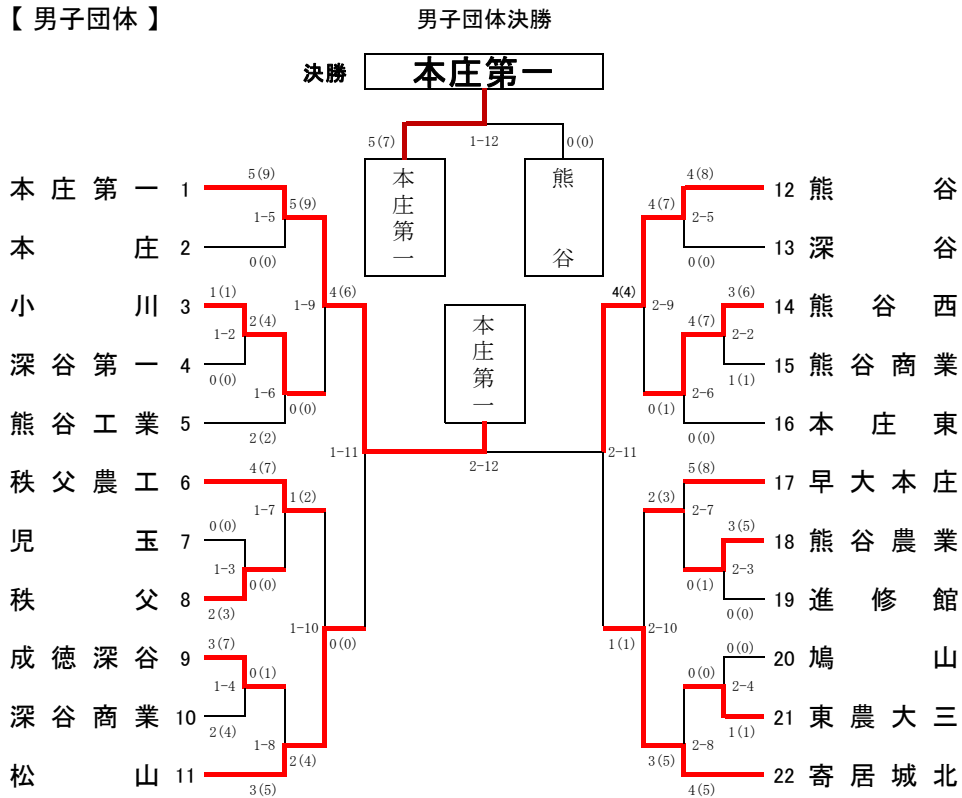 【 男子団体 】 男子団体決勝
決勝 本庄第一
5(7) 1-12 0(0)
本庄第一 熊谷
本庄第一 1 5(9) 4(8) 12 熊谷
1-5 5(9) 4(7) 2-5
本庄 2 0(0) 0(0) 13 深谷
小川 3 1(1) 1-9 4(6) 4(4) 2-9 3(6) 14 熊谷西
1-2 2(4) 本庄第一 4(7) 2-2
深谷第一 4 0(0) 1(1) 15 熊谷商業
1-6 0(0) 0(1) 2-6
熊谷工業 5 2(2) 0(0) 16 本庄東
1-11 2-12 2-11
秩父農工 6 4(7) 5(8) 17 早大本庄
1-7 1(2) 2(3) 2-7
児玉 7 0(0) 3(5) 18 熊谷農業
1-3 0(0) 0(1) 2-3
秩父 8 2(3) 0(0) 19 進修館
1-10 0(0) 1(1) 2-10
成徳深谷 9 3(7) 0(0) 20 鳩山
1-4 0(1) 0(0) 2-4
深谷商業 10 2(4) 1(1) 21 東農大三
1-8 2(4) 3(5) 2-8
松山 11 3(5) 4(5) 22 寄居城北